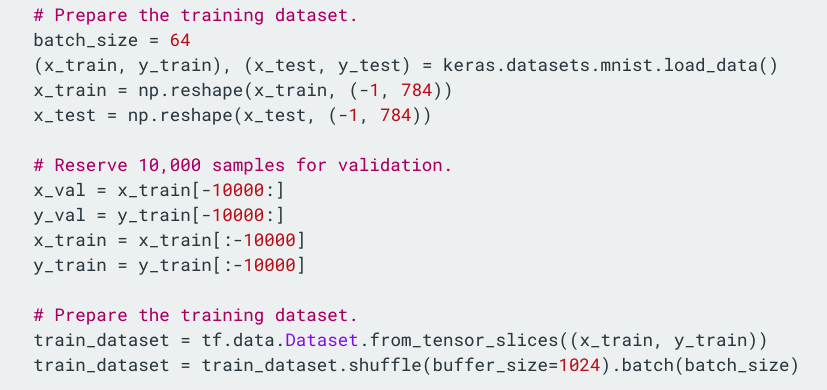 # Prepare the training dataset.
batch_size = 64
(x_train, y_train), (x_test, y_test) = keras.datasets.mnist.load_data()
x_train = np.reshape(x_train, (-1, 784))
x_test = np.reshape(x_test, (-1, 784))

# Reserve 10,000 samples for validation.
x_val = x_train[-10000:]
y_val = y_train[-10000:]
x_train = x_train[:-10000]
y_train = y_train[:-10000]

# Prepare the training dataset.
train_dataset = tf.data.Dataset.from_tensor_slices((x_train, y_train))
train_dataset = train_dataset.shuffle(buffer_size=1024).batch(batch_size)